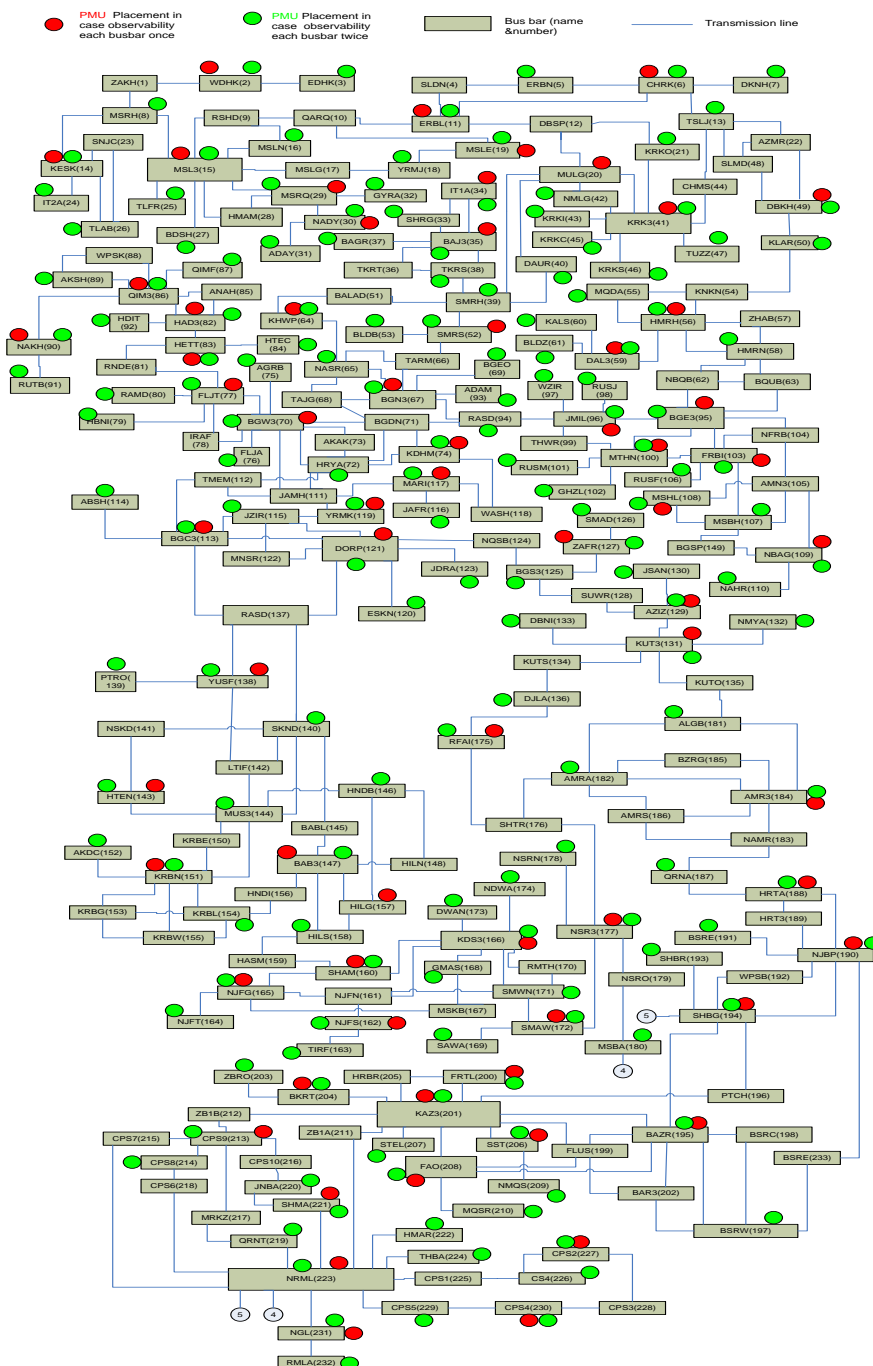 PMU Placement in
case observability
each busbar once
PMU Placement in
case observability
each busbar twice
Bus bar (name
&number)
Transmission line
ZAKH(1)
WDHK(2)
EDHK(3)
SLDN(4)
ERBN(5)
CHRK(6)
DKNH(7)
MSRH(8)
RSHD(9)
QARQ(10)
ERBL(11)
DBSP(12)
TSLJ(13)
SNJC(23)
MSLN(16)
MSLE(19)
KRKO(21)
AZMR(22)
KESK(14)
MSL3(15)
MSLG(17)
YRMJ(18)
MULG(20)
SLMD(48)
IT2A(24)
TLFR(25)
MSRQ(29)
GYRA(32)
IT1A(34)
NMLG(42)
CHMS(44)
TLAB(26)
HMAM(28)
NADY(30)
SHRG(33)
KRKI(43)
KRK3(41)
DBKH(49)
BDSH(27)
ADAY(31)
BAGR(37)
BAJ3(35)
KRKC(45)
TUZZ(47)
KLAR(50)
WPSK(88)
QIMF(87)
TKRT(36)
TKRS(38)
DAUR(40)
KRKS(46)
AKSH(89)
QIM3(86)
ANAH(85)
BALAD(51)
SMRH(39)
MQDA(55)
KNKN(54)
HDIT
(92)
HAD3(82)
KHWP(64)
BLDB(53)
SMRS(52)
KALS(60)
HMRH(56)
ZHAB(57)
NAKH(90)
HETT(83)
HTEC
(84)
BLDZ(61)
DAL3(59)
HMRN(58)
RNDE(81)
AGRB
(75)
NASR(65)
TARM(66)
BGEO
(69)
NBQB(62)
BQUB(63)
RUTB(91)
RAMD(80)
FLJT(77)
TAJG(68)
BGN3(67)
ADAM
(93)
WZIR
(97)
RUSJ
(98)
HBNI(79)
BGW3(70)
BGDN(71)
RASD(94)
JMIL(96)
BGE3(95)
IRAF
(78)
FLJA
(76)
AKAK(73)
KDHM(74)
THWR(99)
MTHN(100)
FRBI(103)
NFRB(104)
HRYA(72)
RUSM(101)
TMEM(112)
MARI(117)
RUSF(106)
AMN3(105)
ABSH(114)
JAMH(111)
GHZL(102)
MSHL(108)
JZIR(115)
YRMK(119)
JAFR(116)
WASH(118)
SMAD(126)
MSBH(107)
BGC3(113)
DORP(121)
NQSB(124)
ZAFR(127)
BGSP(149)
NBAG(109)
MNSR(122)
JDRA(123)
BGS3(125)
JSAN(130)
NAHR(110)
ESKN(120)
SUWR(128)
AZIZ(129)
RASD(137)
DBNI(133)
NMYA(132)
KUT3(131)
PTRO(
139)
YUSF(138)
KUTS(134)
KUTO(135)
DJLA(136)
NSKD(141)
SKND(140)
RFAI(175)
ALGB(181)
LTIF(142)
BZRG(185)
HTEN(143)
HNDB(146)
AMRA(182)
AMR3(184)
MUS3(144)
BABL(145)
SHTR(176)
AMRS(186)
KRBE(150)
NAMR(183)
AKDC(152)
BAB3(147)
HILN(148)
NSRN(178)
KRBN(151)
QRNA(187)
NDWA(174)
HNDI(156)
HILG(157)
HRTA(188)
KRBG(153)
KRBL(154)
DWAN(173)
HRT3(189)
KRBW(155)
HILS(158)
KDS3(166)
NSR3(177)
BSRE(191)
HASM(159)
SHAM(160)
GMAS(168)
RMTH(170)
SHBR(193)
NJBP(190)
NSRO(179)
WPSB(192)
NJFG(165)
NJFN(161)
SMWN(171)
MSKB(167)
NJFT(164)
NJFS(162)
SMAW(172)
5
SHBG(194)
TIRF(163)
SAWA(169)
MSBA(180)
4
ZBRO(203)
HRBR(205)
FRTL(200)
BKRT(204)
PTCH(196)
ZB1B(212)
KAZ3(201)
CPS7(215)
CPS9(213)
ZB1A(211)
STEL(207)
SST(206)
BAZR(195)
BSRC(198)
FLUS(199)
CPS8(214)
CPS10(216)
FAO(208)
BSRE(233)
CPS6(218)
JNBA(220)
NMQS(209)
BAR3(202)
SHMA(221)
MRKZ(217)
MQSR(210)
HMAR(222)
BSRW(197)
QRNT(219)
THBA(224)
CPS2(227)
NRML(223)
CPS1(225)
CS4(226)
5
4
CPS5(229)
CPS4(230)
CPS3(228)
NGL(231)
RMLA(232)